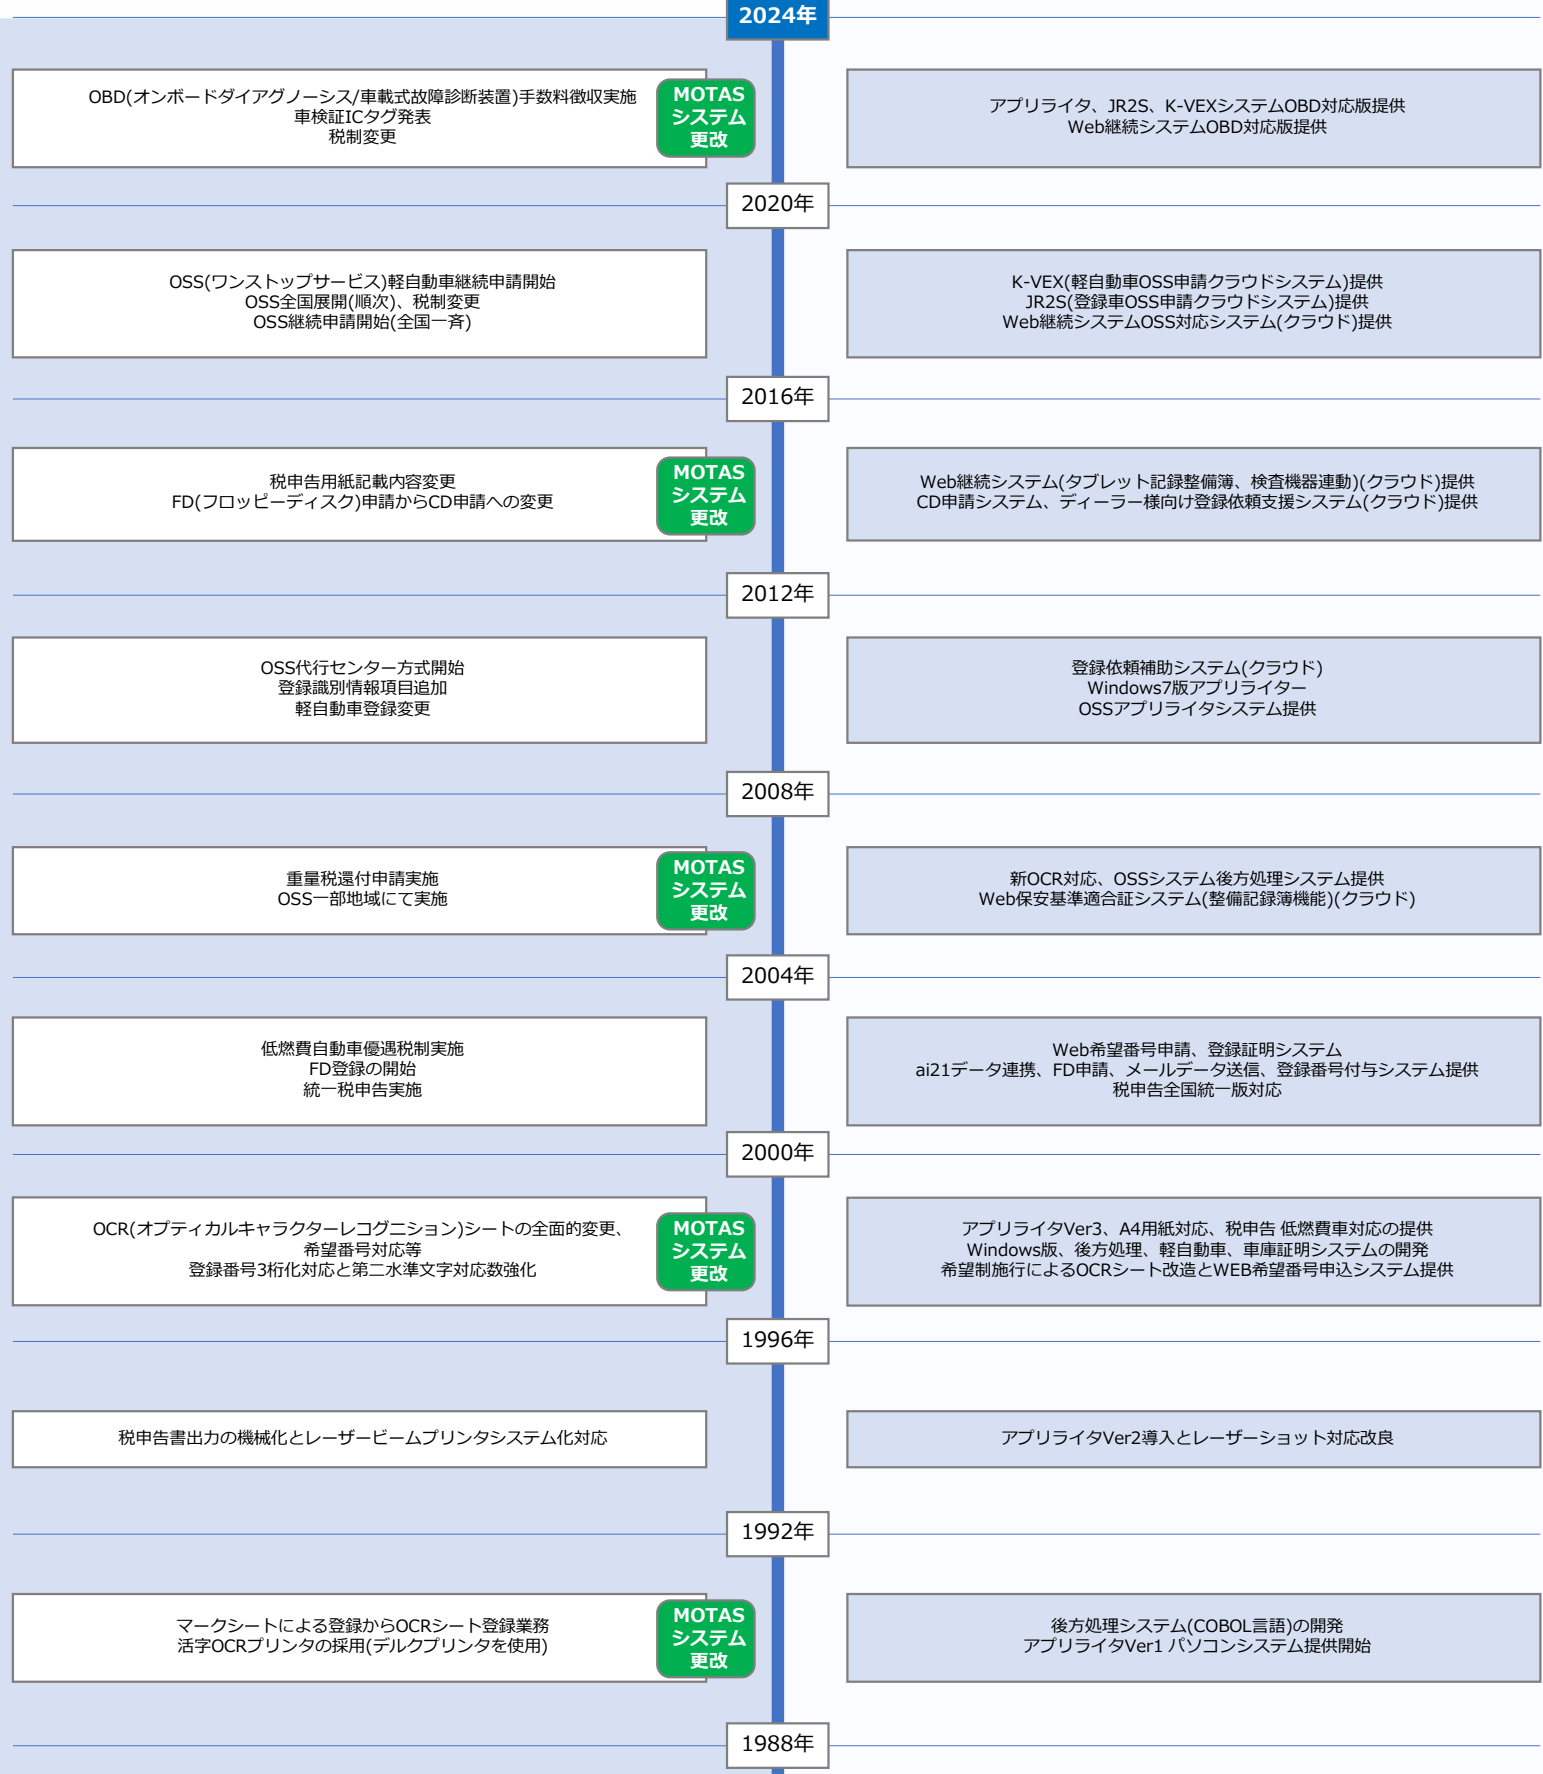 2024年
OBD(オンボードダイアグノーシス/車載式故障診断装置)手数料徴収実施
車検証ICタグ発表
税制変更
MOTAS
システム
更改
アプリライタ、JR2S、K-VEXシステムOBD対応版提供
Web継続システムOBD対応版提供
2020年
OSS(ワンストップサービス)軽自動車継続申請開始
OSS全国展開(順次)、税制変更
OSS継続申請開始(全国一斉)
K-VEX(軽自動車OSS申請クラウドシステム)提供
JR2S(登録車OSS申請クラウドシステム)提供
Web継続システムOSS対応システム(クラウド)提供
2016年
税申告用紙記載内容変更
FD(フロッピーディスク)申請からCD申請への変更
MOTAS
システム
更改
Web継続システム(タブレット記録整備簿、検査機器連動)(クラウド)提供
CD申請システム、ディーラー様向け登録依頼支援システム(クラウド)提供
2012年
OSS代行センター方式開始
登録識別情報項目追加
軽自動車登録変更
登録依頼補助システム(クラウド)
Windows7版アプリライター
OSSアプリライタシステム提供
2008年
重量税還付申請実施
OSS一部地域にて実施
MOTAS
システム
更改
新OCR対応、OSSシステム後方処理システム提供
Web保安基準適合証システム(整備記録簿機能)(クラウド)
2004年
低燃費自動車優遇税制実施
FD登録の開始
統一税申告実施
Web希望番号申請、登録証明システム
ai21データ連携、FD申請、メールデータ送信、登録番号付与システム提供
税申告全国統一版対応
2000年
OCR(オプティカルキャラクターレコグニション)シートの全面的変更、
希望番号対応等
登録番号3桁化対応と第二水準文字対応数強化
MOTAS
システム
更改
アプリライタVer3、A4用紙対応、税申告 低燃費車対応の提供
Windows版、後方処理、軽自動車、車庫証明システムの開発
希望制施行によるOCRシート改造とWEB希望番号申込システム提供
1996年
税申告書出力の機械化とレーザービームプリンタシステム化対応
アプリライタVer2導入とレーザーショット対応改良
1992年
マークシートによる登録からOCRシート登録業務
活字OCRプリンタの採用(デルクプリンタを使用)
MOTAS
システム
更改
後方処理システム(COBOL言語)の開発
アプリライタVer1 パソコンシステム提供開始
1988年